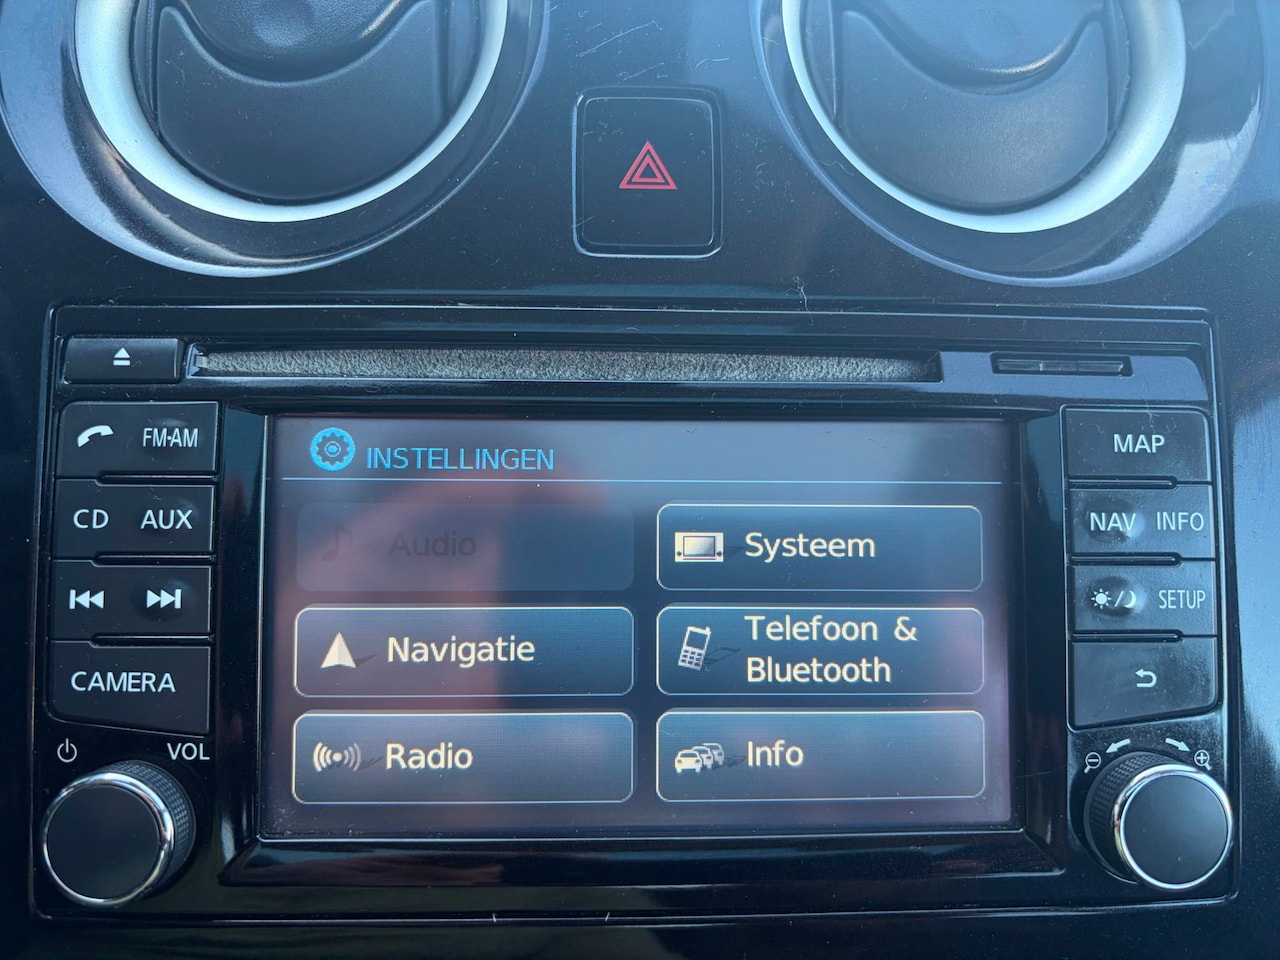 FM·AM
CD AUX
CAMERA
VOL
INSTELLINGEN
Audio
Systeem
Navigatie
Telefoon &
Bluetooth
Radio
Info
MAP
NAV INFO
SETUP